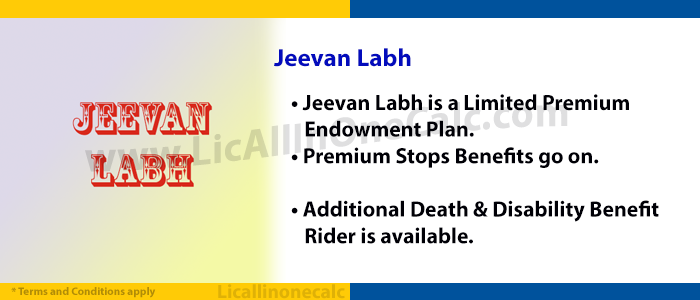 Jeevan Labh
JEEVAN
LABH
• Jeevan Labh is a Limited Premium
Endowment Plan.
www.LicAllInOneCalc.com
• Premium Stops Benefits go on.
• Additional Death & Disability Benefit
Rider is available.
* Terms and Conditions apply
Licallinonecalc